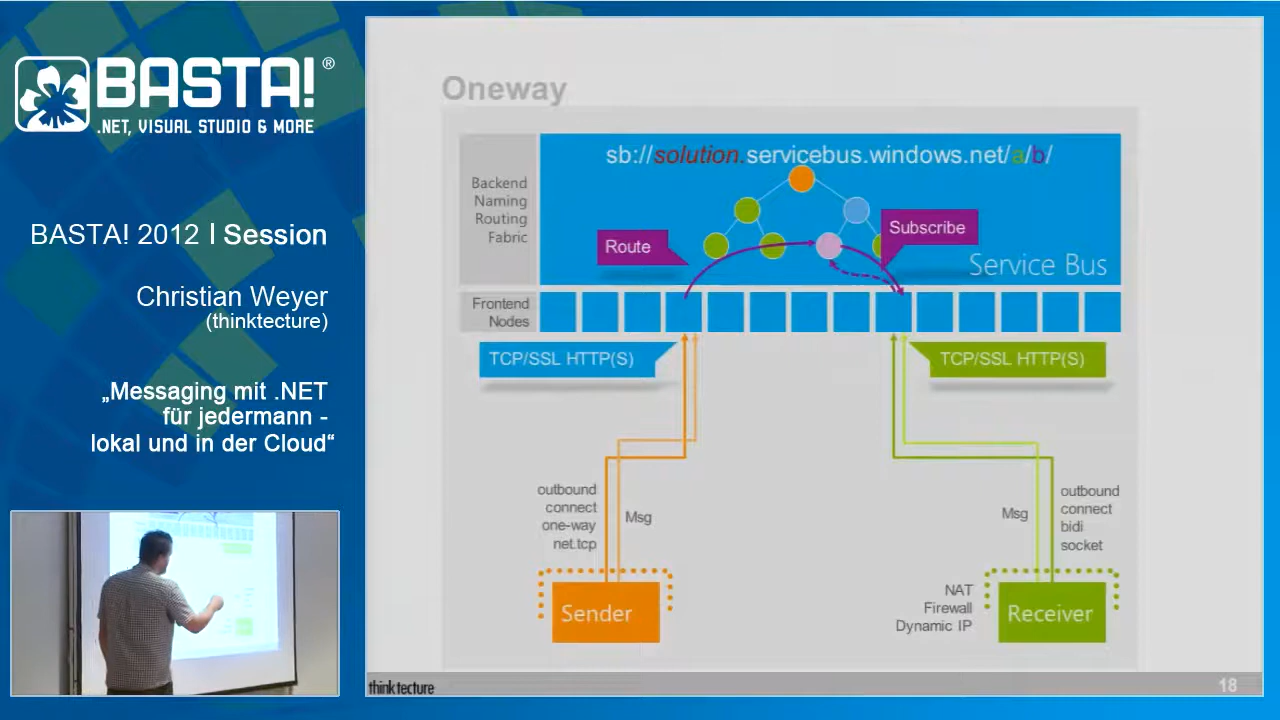 BASTA!®
.NET, VISUAL STUDIO & MORE
BASTA! 2012 I Session
Christian Weyer
(thinktecture)
„Messaging mit .NET
für jedermann -
lokal und in der Cloud“
Oneway
sb://solution.servicebus.windows.net/a/b/
Backend
Naming
Routing
Fabric
Route
Subscribe
Service Bus
Frontend
Nodes
TCP/SSL HTTP(S)
TCP/SSL HTTP(S)
outbound
connect
one-way
net.tcp
Msg
Msg
outbound
connect
bidi
socket
Sender
NAT
Firewall
Dynamic IP
Receiver
thinktecture
18